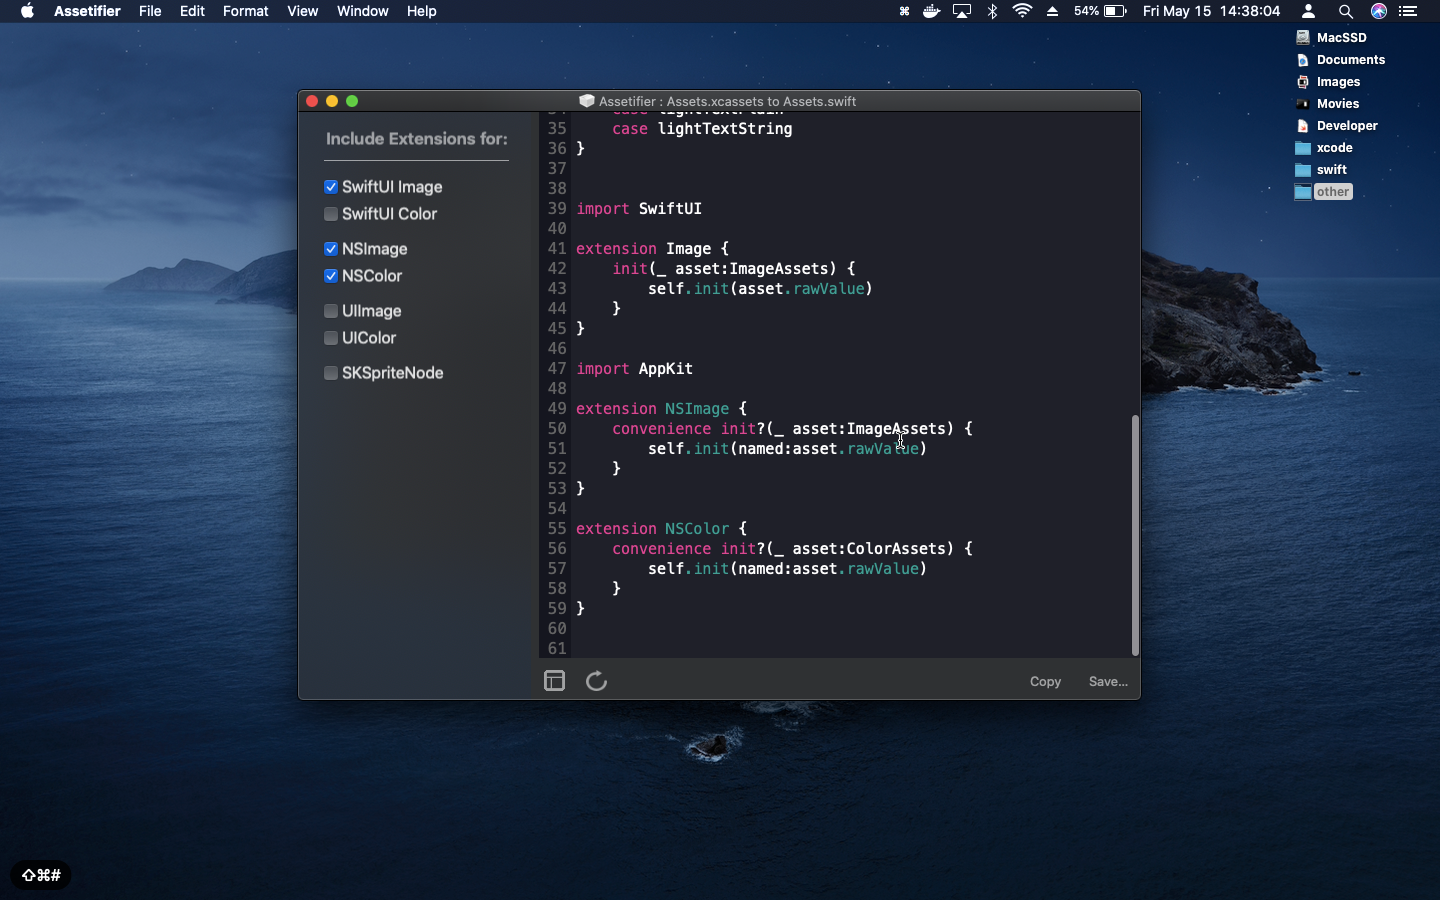 Assetifier File Edit Format View Window Help
54% Fri May 15 14:38:04
MacSSD
Documents
Images
Movies
Developer
xcode
swift
other
Assetifier : Assets.xcassets to Assets.swift
Include Extensions for:
SwiftUI Image
SwiftUI Color
NSImage
NSColor
UIImage
UIColor
SKSpriteNode
35 case lightTextString
36 }
37
38
39 import SwiftUI
40
41 extension Image {
42 init(_ asset:ImageAssets) {
43 self.init(asset.rawValue)
44 }
45 }
46
47 import AppKit
48
49 extension NSImage {
50 convenience init?(_ asset:ImageAssets) {
51 self.init(named:asset.rawValue)
52 }
53 }
54
55 extension NSColor {
56 convenience init?(_ asset:ColorAssets) {
57 self.init(named:asset.rawValue)
58 }
59 }
60
61
Copy Save...
⇧⌘#